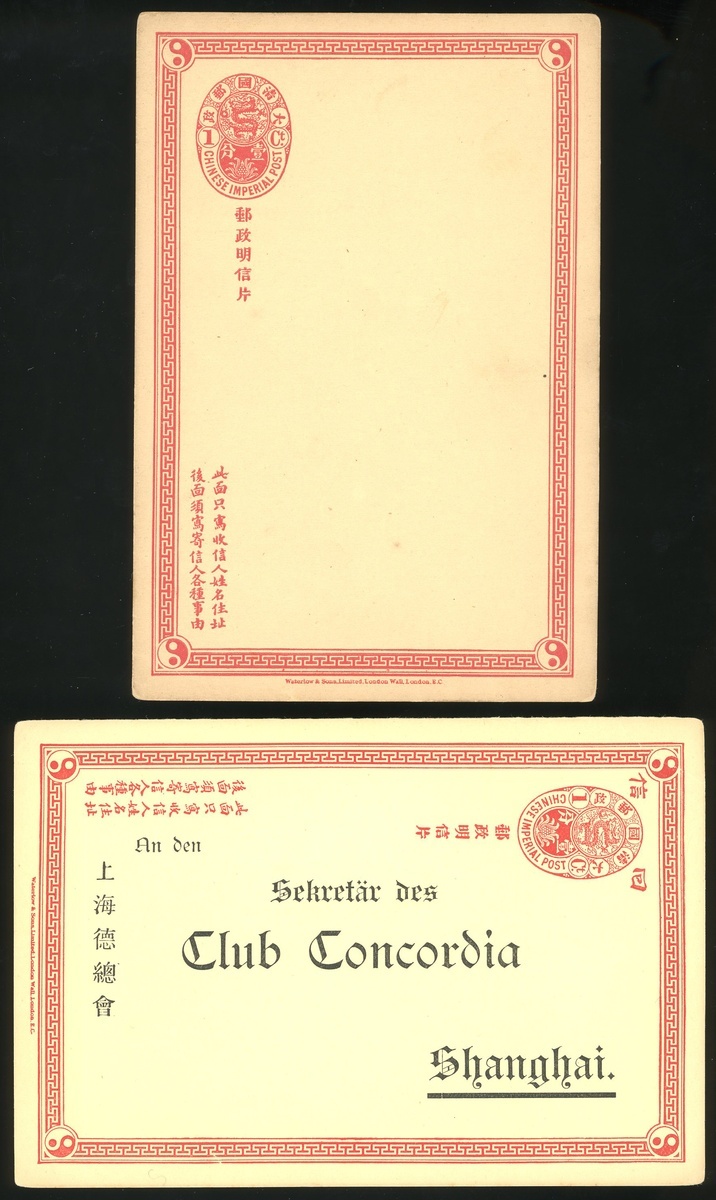 大清國郵政
1 Ct.
壹分
CHINESE IMPERIAL POST
郵政明信片
此面只寫收信人姓名住址
後面須寫寄信人各種事由
Waterlow & Sons, Limited, London Wall, London, E.C.
信回
大清國郵政
1 Ct.
壹分
CHINESE IMPERIAL POST
郵政明信片
此面只寫收信人姓名住址
後面須寫寄信人各種事由
An den
上海德總會
Sekretär des
Club Concordia
Shanghai.
Waterlow & Sons, Limited, London Wall, London, E.C.